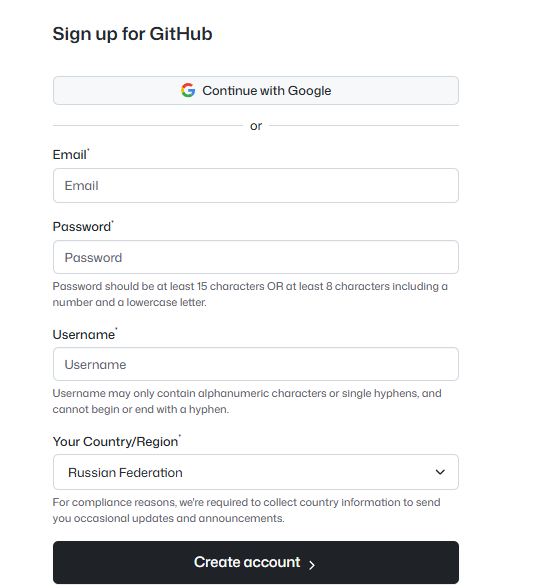 Sign up for GitHub
Continue with Google
or
Email*
Email
Password*
Password
Password should be at least 15 characters OR at least 8 characters including a
number and a lowercase letter.
Username*
Username
Username may only contain alphanumeric characters or single hyphens, and
cannot begin or end with a hyphen.
Your Country/Region*
Russian Federation
For compliance reasons, we're required to collect country information to send
you occasional updates and announcements.
Create account